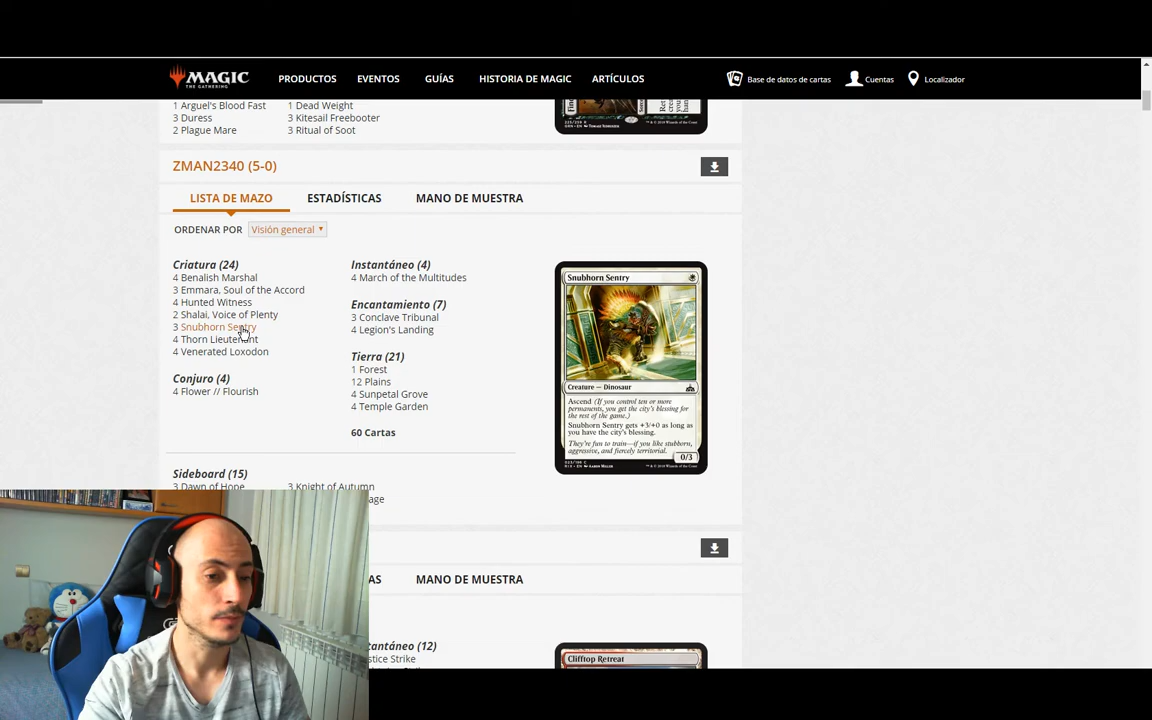 MAGIC
THE GATHERING
PRODUCTOS
EVENTOS
GUÍAS
HISTORIA DE MAGIC
ARTÍCULOS
Base de datos de cartas
Cuentas
Localizador
1 Arguel's Blood Fast
3 Duress
2 Plague Mare
1 Dead Weight
3 Kitesail Freebooter
3 Ritual of Soot
ZMAN2340 (5-0)
LISTA DE MAZO
ESTADÍSTICAS
MANO DE MUESTRA
ORDENAR POR
Visión general
Criatura (24)
4 Benalish Marshal
3 Emmara, Soul of the Accord
4 Hunted Witness
2 Shalai, Voice of Plenty
3 Snubhorn Sentry
4 Thorn Lieutenant
4 Venerated Loxodon
Conjuro (4)
4 Flower // Flourish
Instantáneo (4)
4 March of the Multitudes
Encantamiento (7)
3 Conclave Tribunal
4 Legion's Landing
Tierra (21)
1 Forest
12 Plains
4 Sunpetal Grove
4 Temple Garden
60 Cartas
Snubhorn Sentry
Creature — Dinosaur
Ascend (If you control ten or more
permanents, you get the city's blessing for
the rest of the game.)
Snubhorn Sentry gets +3/+0 as long as
you have the city's blessing.
They're fun to train—if you like stubborn,
aggressive, and fiercely territorial.
0/3
Sideboard (15)
3 Dawn of Hope
3 Knight of Autumn
age
AS
MANO DE MUESTRA
tantáneo (12)
stice Strike
Clifftop Retreat